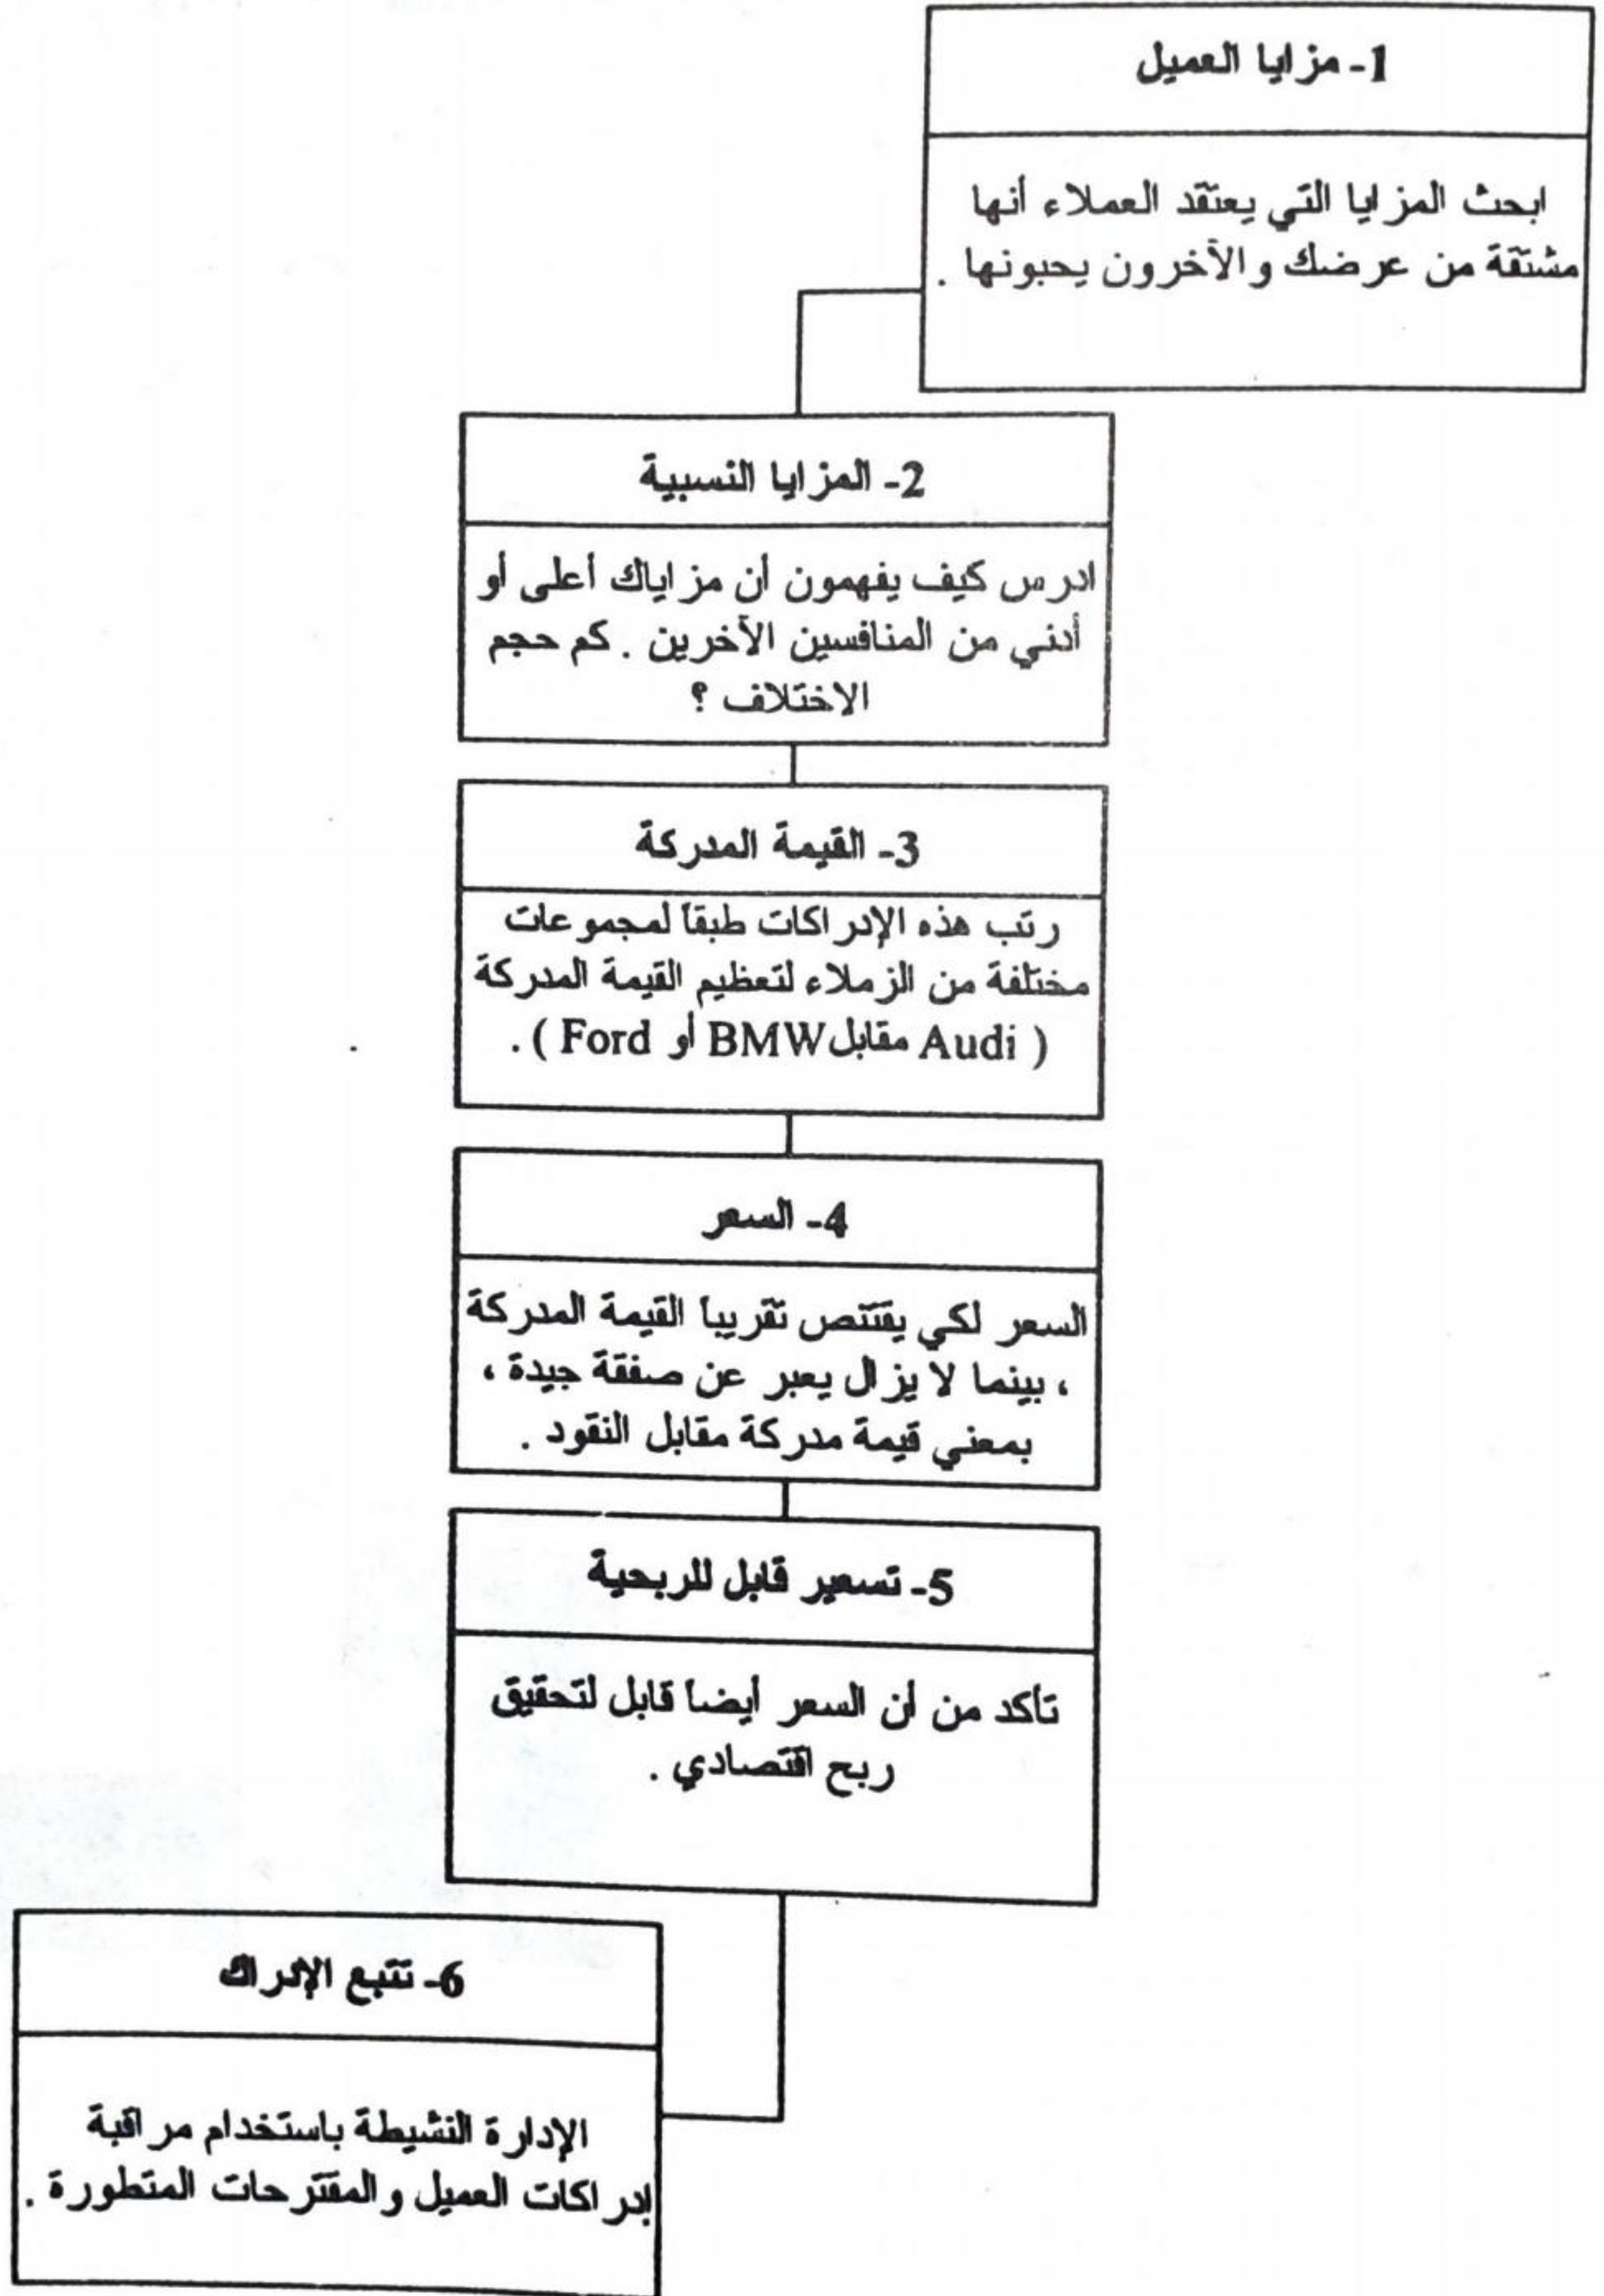 1- مزايا العميل
ابحث المزايا التي يعتقد العملاء أنها
مشتقة من عرضك والآخرون يحبونها .
2- المزايا النسبية
ادرس كيف يفهمون أن مزاياك أعلى أو
أدني من المنافسين الآخرين . كم حجم
الاختلاف ؟
3- القيمة المدركة
رتب هذه الإدراكات طبقاً لمجموعات
مختلفة من الزملاء لتعظيم القيمة المدركة
( Audi مقابل BMW أو Ford ) .
4- السعر
السعر لكي يقتنص تقريباً القيمة المدركة
، بينما لا يزال يعبر عن صفقة جيدة ،
بمعني قيمة مدركة مقابل النقود .
5- تسعير قابل للربحية
تأكد من أن السعر أيضاً قابل لتحقيق
ربح اقتصادي .
6- تتبع الإدراك
الإدارة النشيطة باستخدام مراقبة
إدراكات العميل والمقترحات المتطورة .